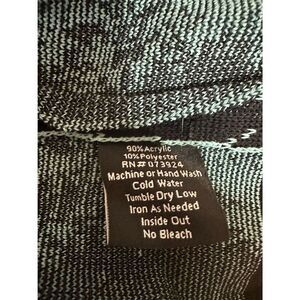 90% Acrylic
10% Polyester
RN# 073924
Machine or Hand Wash
Cold Water
Tumble Dry Low
Iron As Needed
Inside Out
No Bleach